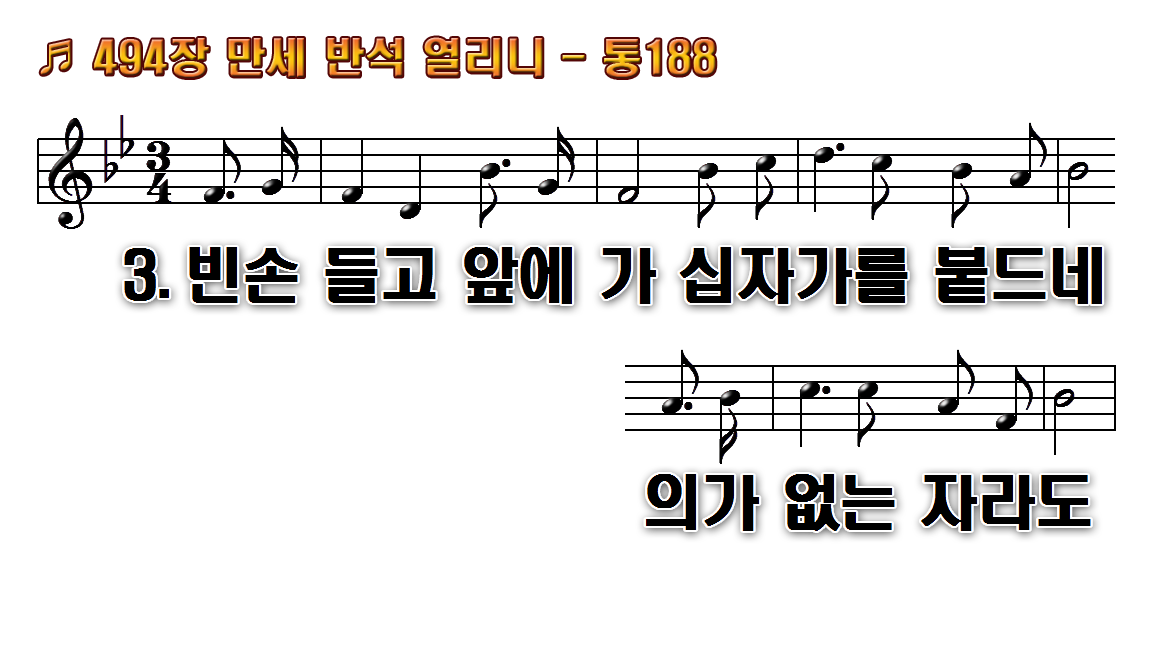 ♬ 494장 만세 반석 열리니 - 통188
3. 빈손 들고 앞에 가 십자가를 붙드네
의가 없는 자라도